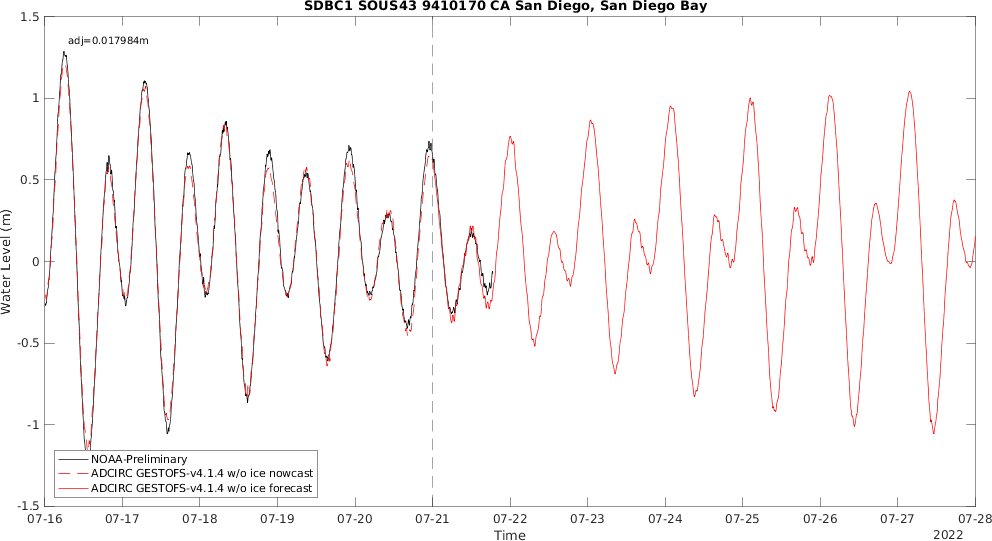 SDBC1 SOUS43 9410170 CA San Diego, San Diego Bay
adj=0.017984m
1.5
1
0.5
0
-0.5
-1
-1.5
Water Level (m)
NOAA-Preliminary
ADCIRC GESTOFS-v4.1.4 w/o ice nowcast
ADCIRC GESTOFS-v4.1.4 w/o ice forecast
07-16 07-17 07-18 07-19 07-20 07-21 07-22 07-23 07-24 07-25 07-26 07-27 07-28
Time
2022